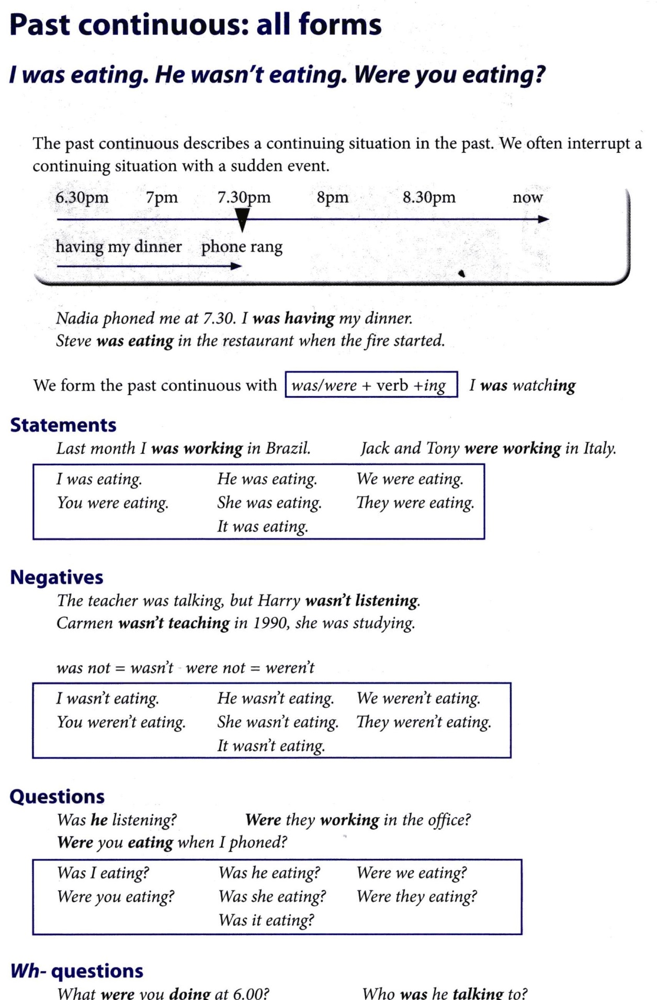 Past continuous: all forms
I was eating. He wasn't eating. Were you eating?
The past continuous describes a continuing situation in the past. We often interrupt a
continuing situation with a sudden event.
6.30pm 7pm 7.30pm 8pm 8.30pm now
having my dinner phone rang
Nadia phoned me at 7.30. I was having my dinner.
Steve was eating in the restaurant when the fire started.
We form the past continuous with was/were + verb +ing I was watching
Statements
Last month I was working in Brazil. Jack and Tony were working in Italy.
I was eating. He was eating. We were eating.
You were eating. She was eating. They were eating.
It was eating.
Negatives
The teacher was talking, but Harry wasn't listening.
Carmen wasn't teaching in 1990, she was studying.
was not = wasn't were not = weren't
I wasn't eating. He wasn't eating. We weren't eating.
You weren't eating. She wasn't eating. They weren't eating.
It wasn't eating.
Questions
Was he listening? Were they working in the office?
Were you eating when I phoned?
Was I eating? Was he eating? Were we eating?
Were you eating? Was she eating? Were they eating?
Was it eating?
Wh- questions
What were you doing at 6.00? Who was he talking to?